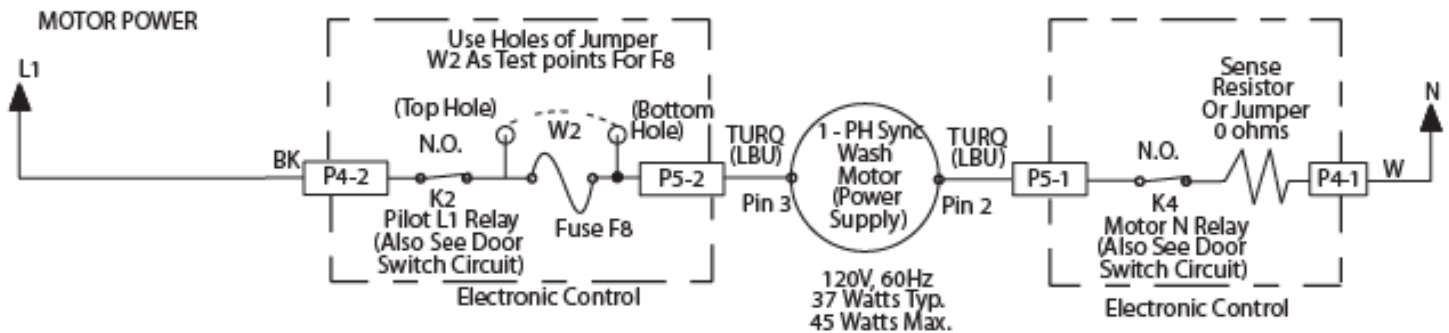 MOTOR POWER
L1
BK
P4-2
Use Holes of Jumper
W2 As Test points For F8
(Top Hole)
W2
(Bottom
Hole)
N.O.
K2
Pilot L1 Relay
(Also See Door
Switch Circuit)
Fuse F8
P5-2
Electronic Control
TURQ
(LBU)
Pin 3
1 - PH Sync
Wash
Motor
(Power
Supply)
120V, 60Hz
37 Watts Typ.
45 Watts Max.
TURQ
(LBU)
Pin 2
P5-1
N.O.
K4
Motor N Relay
(Also See Door
Switch Circuit)
Sense
Resistor
Or Jumper
0 ohms
P4-1
Electronic Control
W
N